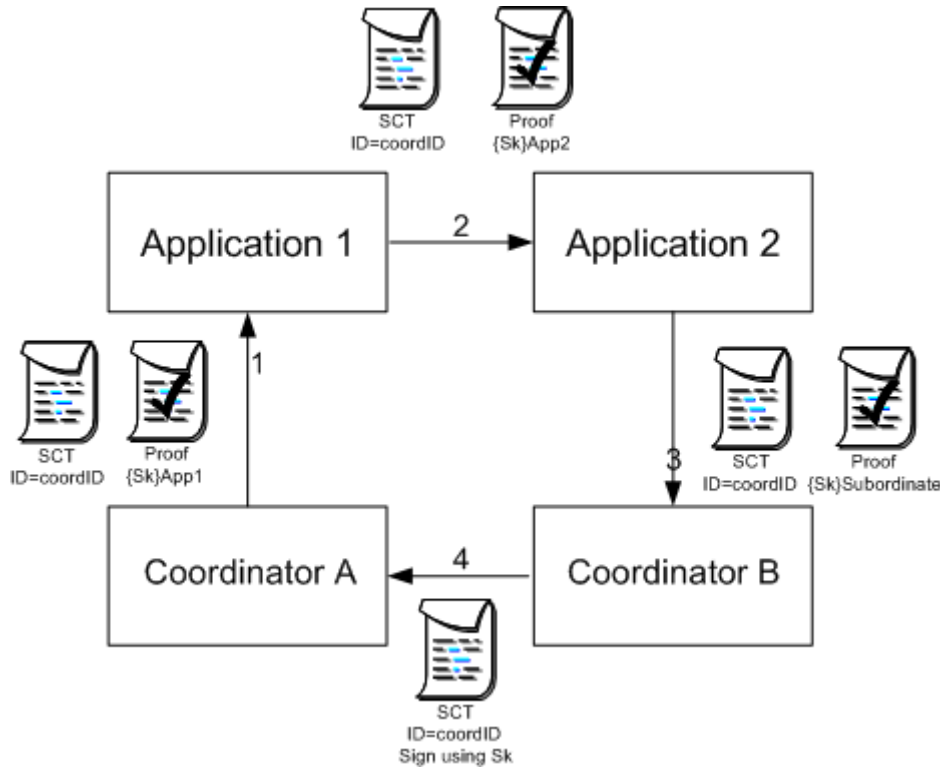 SCT
ID=coordID
Proof
{Sk}App2
Application 1
2
Application 2
1
SCT
ID=coordID
Proof
{Sk}App1
3
SCT
ID=coordID
Proof
{Sk}Subordinate
Coordinator A
4
Coordinator B
SCT
ID=coordID
Sign using Sk